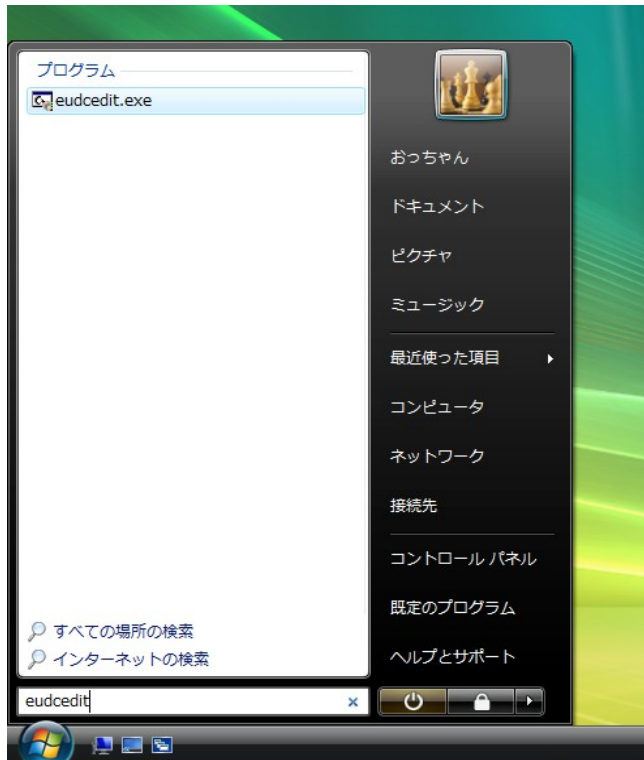 プログラム
eudcedit.exe
すべての場所の検索
インターネットの検索
eudcedit
おっちゃん
ドキュメント
ピクチャ
ミュージック
最近使った項目
コンピュータ
ネットワーク
接続先
コントロール パネル
既定のプログラム
ヘルプとサポート